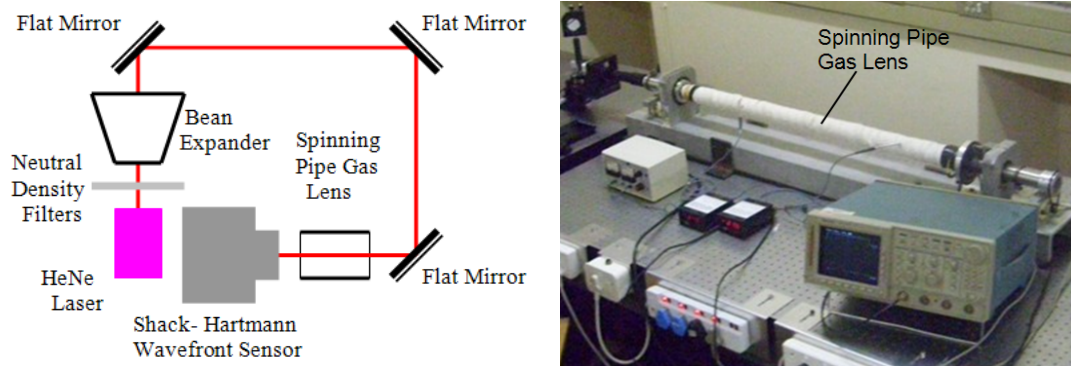 Flat Mirror
Flat Mirror
Bean
Expander
Neutral
Density
Filters
Spinning
Pipe Gas
Lens
HeNe
Laser
Flat Mirror
Shack- Hartmann
Wavefront Sensor
Spinning Pipe
Gas Lens